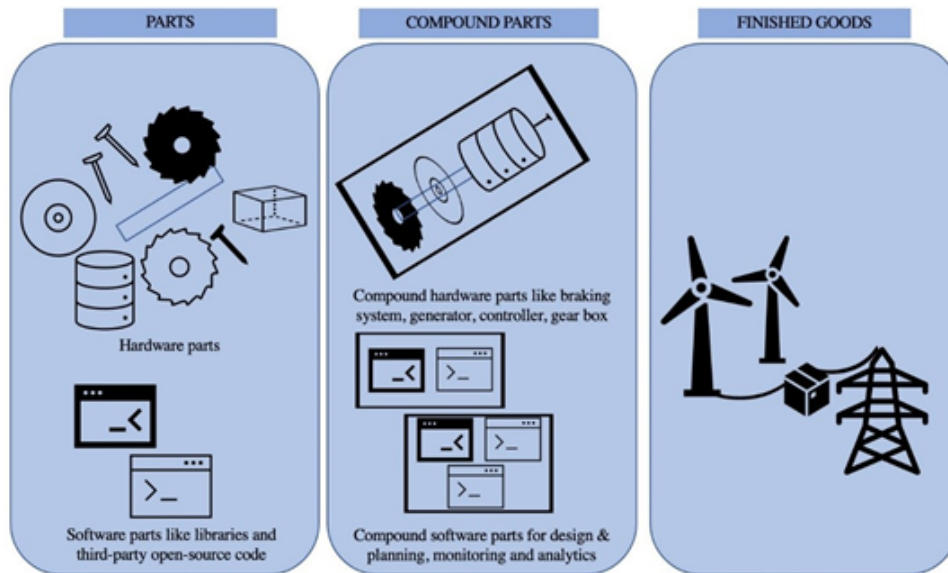 PARTS
COMPOUND PARTS
FINISHED GOODS
Hardware parts
Software parts like libraries and
third-party open-source code
Compound hardware parts like braking
system, generator, controller, gear box
Compound software parts for design &
planning, monitoring and analytics